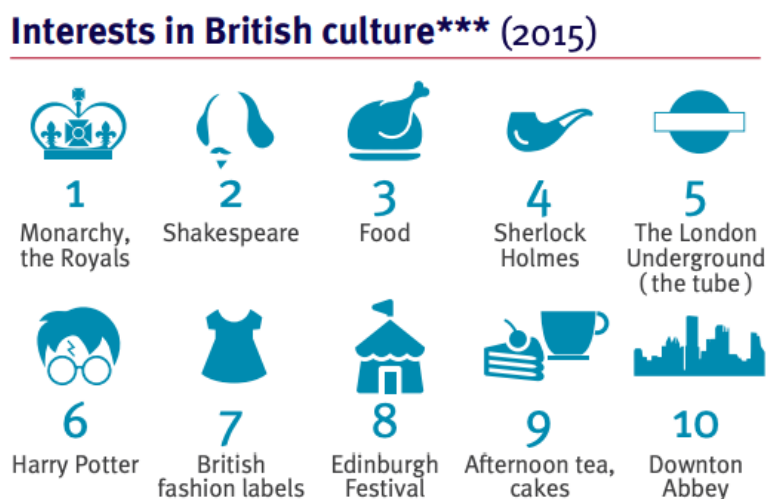 Interests in British culture*** (2015)
1
Monarchy,
the Royals
2
Shakespeare
3
Food
4
Sherlock
Holmes
5
The London
Underground
(the tube)
6
Harry Potter
7
British
fashion labels
8
Edinburgh
Festival
9
Afternoon tea,
cakes
10
Downton
Abbey